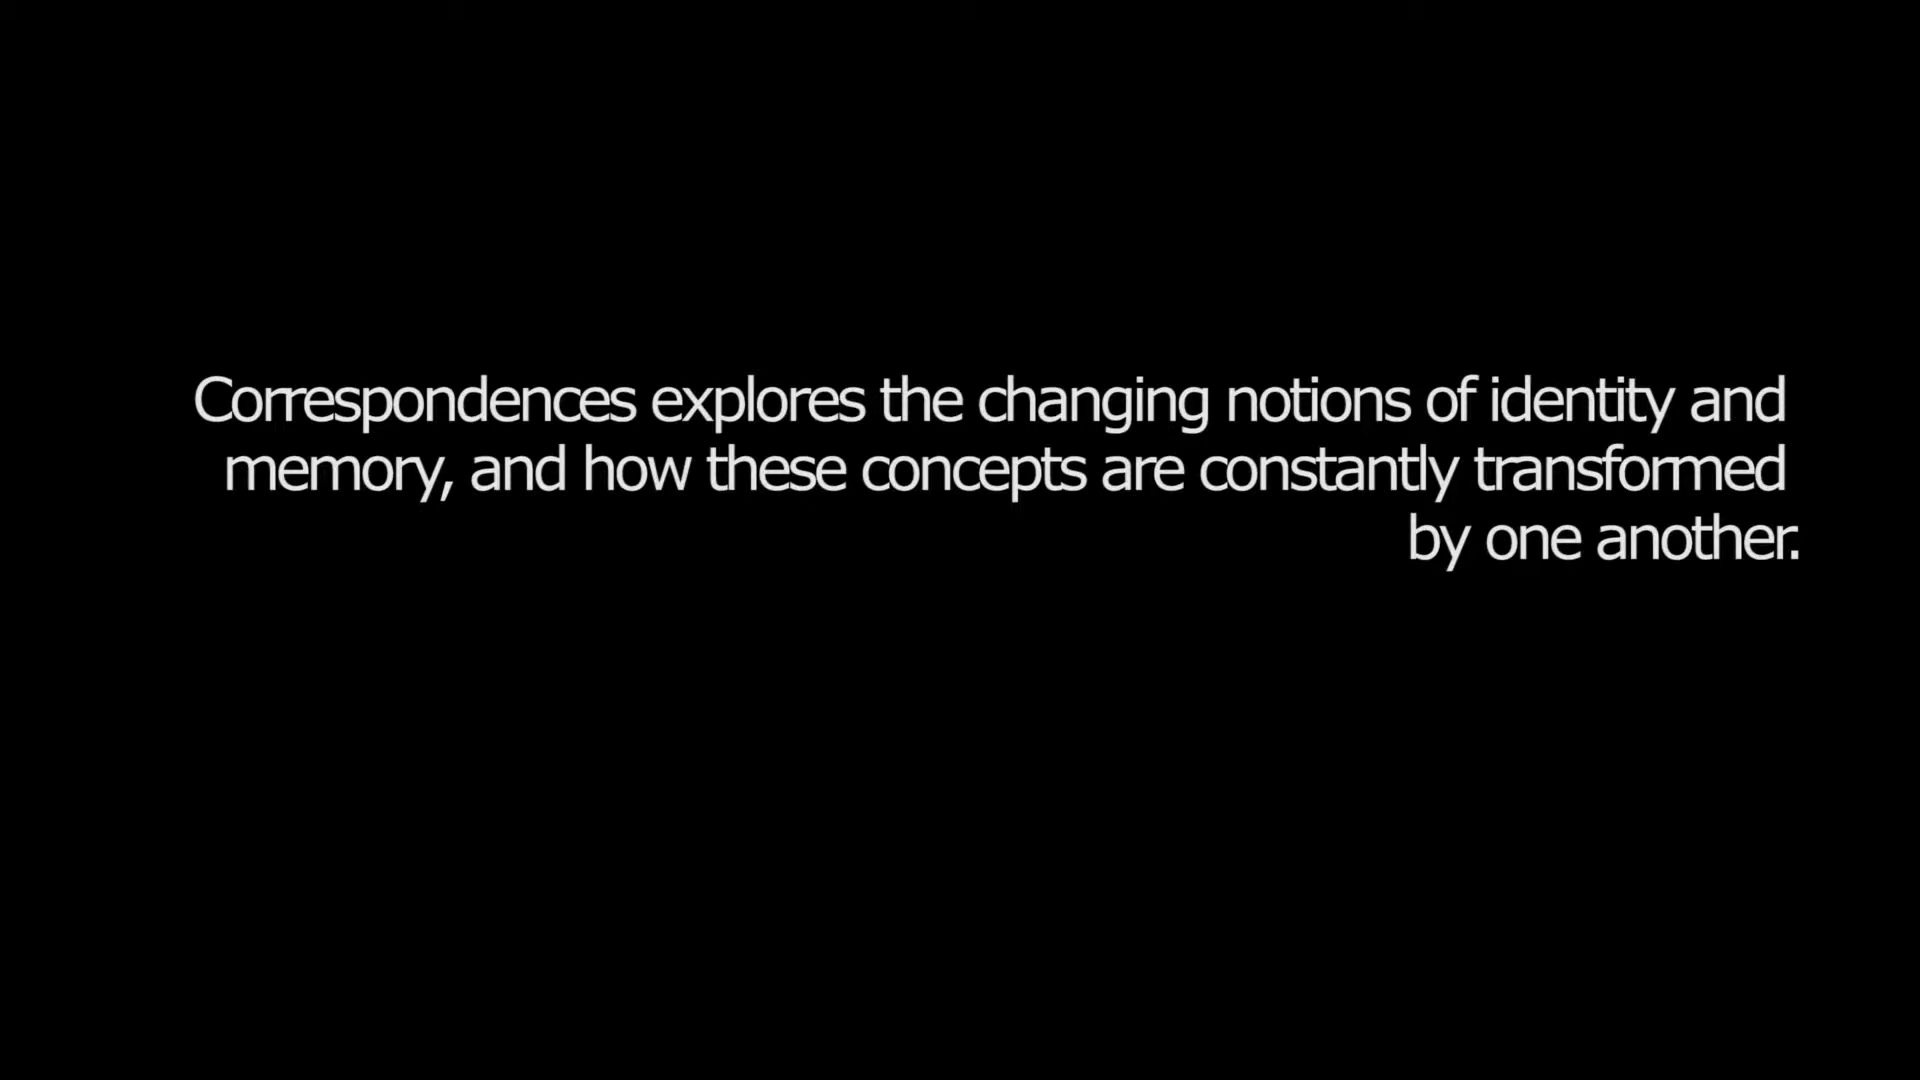 Correspondences explores the changing notions of identity and
memory, and how these concepts are constantly transformed
by one another.